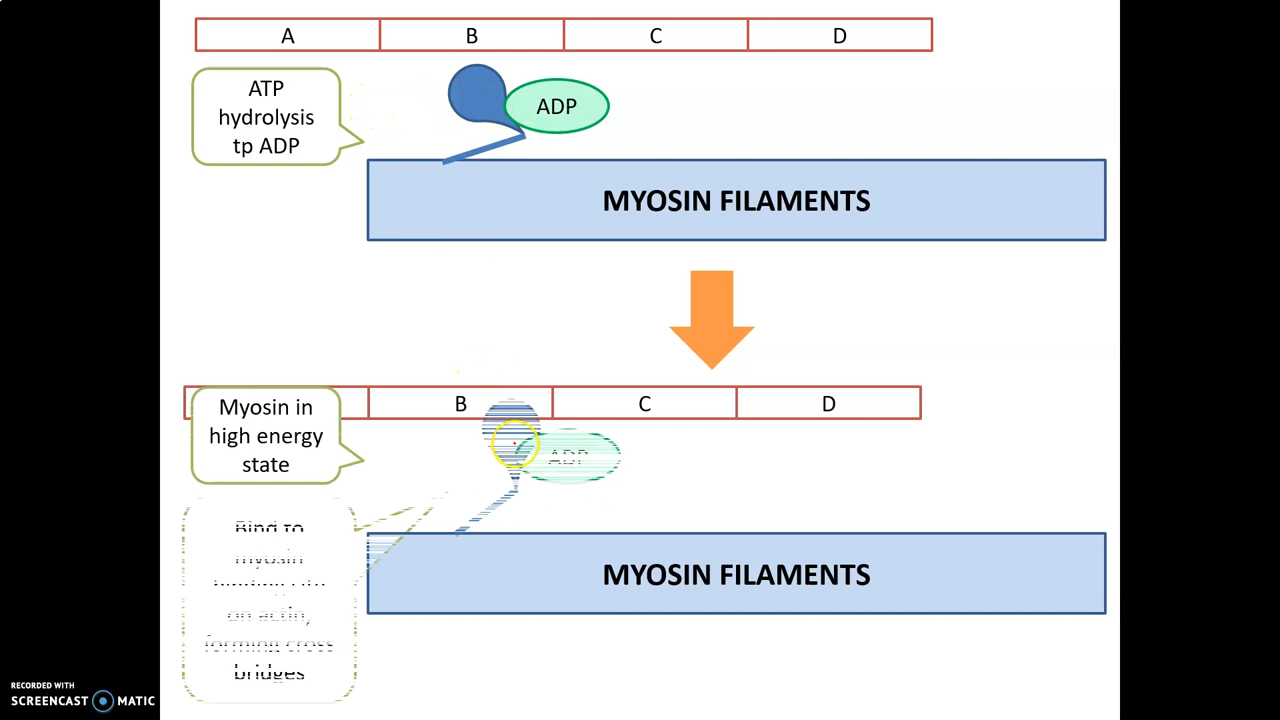 A B C D
ATP
hydrolysis
tp ADP
ADP
MYOSIN FILAMENTS
B C D
Myosin in
high energy
state
ADP
Bind to
myosin
on actin,
forming cross
bridges
MYOSIN FILAMENTS
RECORDED WITH
SCREENCAST MATIC